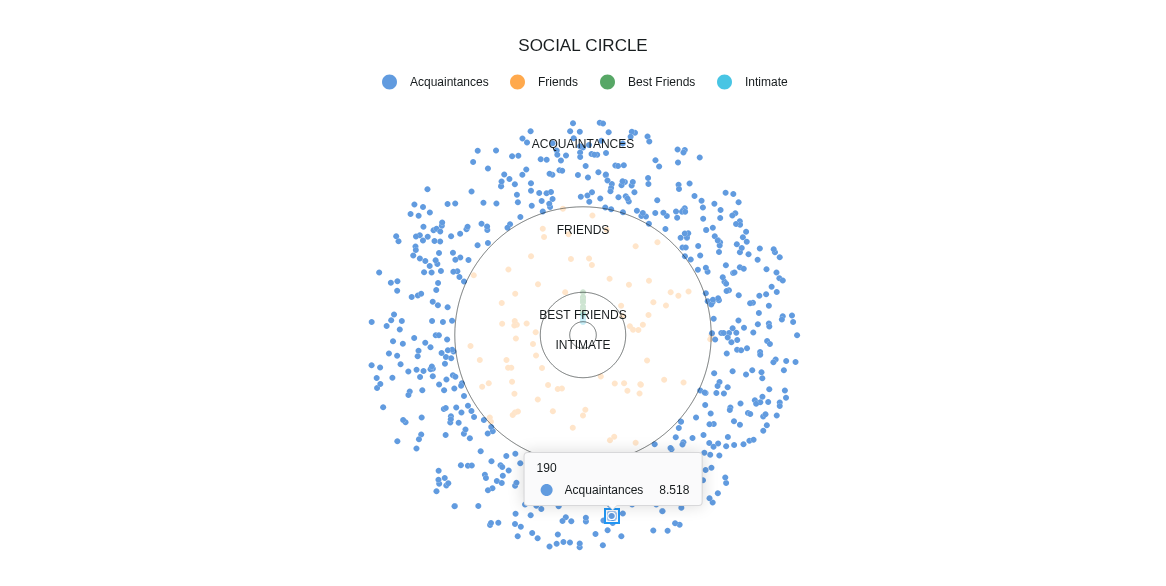 SOCIAL CIRCLE
Acquaintances Friends Best Friends Intimate
ACQUAINTANCES
FRIENDS
BEST FRIENDS
INTIMATE
190
Acquaintances 8.518